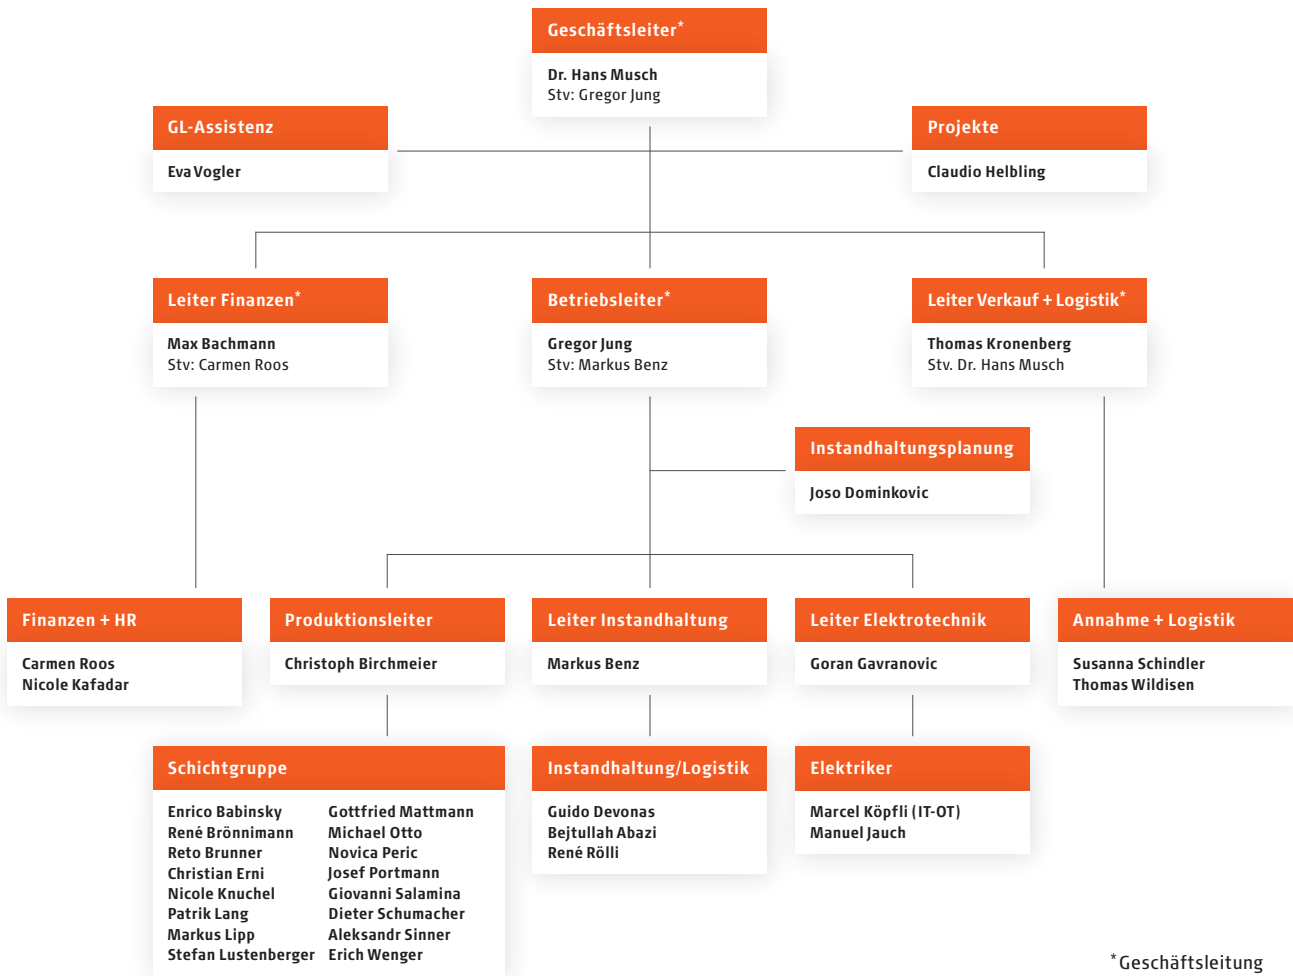 Geschäftsleiter*
Dr. Hans Musch
Stv: Gregor Jung
GL-Assistenz
Eva Vogler
Projekte
Claudio Helbling
Leiter Finanzen*
Max Bachmann
Stv: Carmen Roos
Betriebsleiter*
Gregor Jung
Stv: Markus Benz
Leiter Verkauf + Logistik*
Thomas Kronenberg
Stv. Dr. Hans Musch
Instandhaltungsplanung
Joso Dominkovic
Finanzen + HR
Carmen Roos
Nicole Kafadar
Produktionsleiter
Christoph Birchmeier
Leiter Instandhaltung
Markus Benz
Leiter Elektrotechnik
Goran Gavranovic
Annahme + Logistik
Susanna Schindler
Thomas Wildisen
Schichtgruppe
Enrico Babinsky
René Brönnimann
Reto Brunner
Christian Erni
Nicole Knuchel
Patrik Lang
Markus Lipp
Stefan Lustenberger
Gottfried Mattmann
Michael Otto
Novica Peric
Josef Portmann
Giovanni Salamina
Dieter Schumacher
Aleksandr Sinner
Erich Wenger
Instandhaltung/Logistik
Guido Devonas
Bejtullah Abazi
René Rölli
Elektriker
Marcel Köpfli (IT-OT)
Manuel Jauch
*Geschäftsleitung